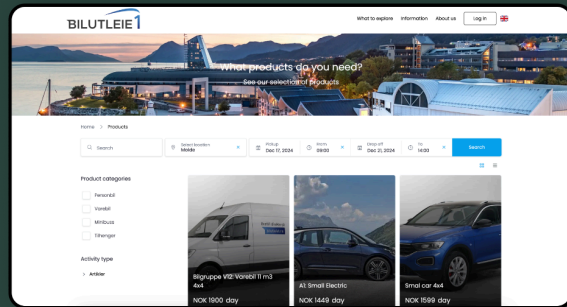 BILUTLEIE1
What to explore Information About us Log in
What products do you need?
See our selection of products
Home > Products
Search
Select location
Molde
Pickup
Dec 17, 2024
From
09:00
Drop off
Dec 21, 2024
To
14:00
Search
Product categories
Personbil
Varebil
Minibuss
Tilhenger
Activity type
Artikler
Bilgruppe V12: Varebil 11 m3
4x4
NOK 1900 day
A1: Small Electric
NOK 1449 day
Smal car 4x4
NOK 1599 day